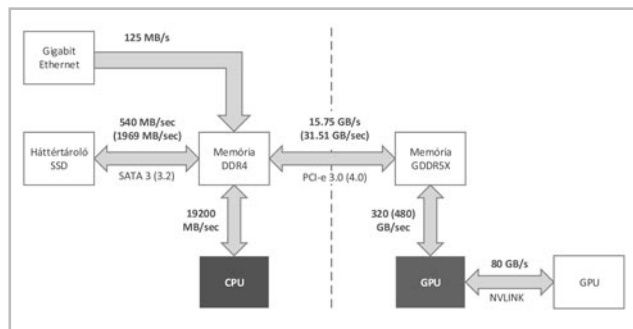 125 MB/s
Gigabit
Ethernet
540 MB/sec
(1969 MB/sec)
15.75 GB/s
(31.51 GB/sec)
Háttértároló
SSD
Memória
DDR4
Memória
GDDR5X
SATA 3 (3.2)
PCI-e 3.0 (4.0)
19200
MB/sec
320 (480)
GB/sec
80 GB/s
CPU
GPU
GPU
NVLINK